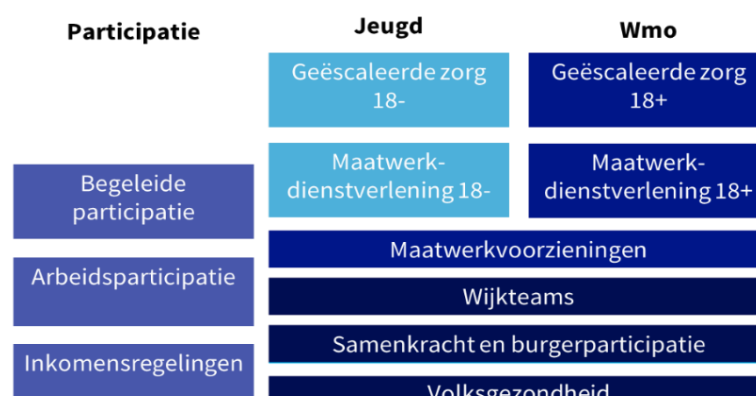 Participatie
Jeugd
Wmo
Geëscaleerde zorg
18-
Geëscaleerde zorg
18+
Begeleide
participatie
Maatwerk-
dienstverlening 18-
Maatwerk-
dienstverlening 18+
Arbeidsparticipatie
Maatwerkvoorzieningen
Wijkteams
Inkomensregelingen
Samenkracht en burgerparticipatie
Volksgezondheid